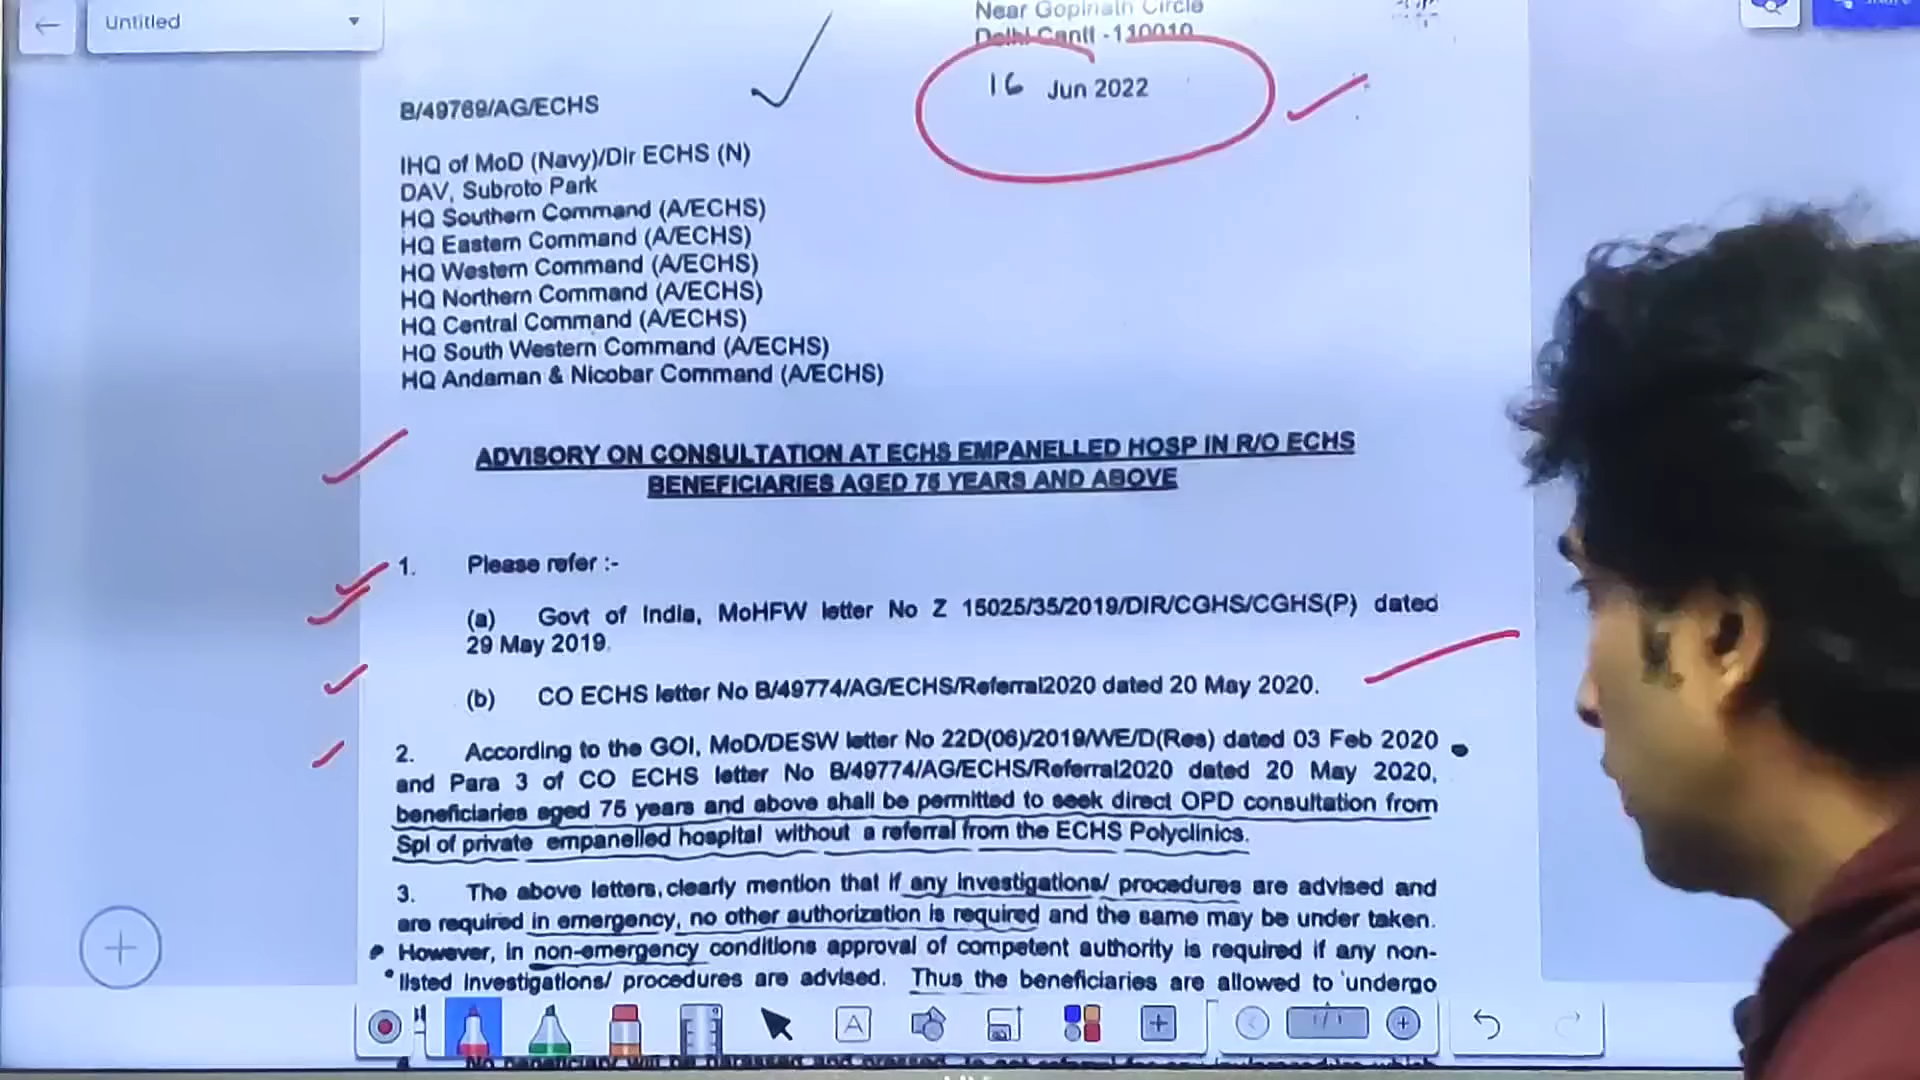 Untitled
Near Gopinath Circle
Delhi Cantt -110010
16 Jun 2022
B/49769/AG/ECHS
IHQ of MoD (Navy)/Dir ECHS (N)
DAV, Subroto Park
HQ Southern Command (A/ECHS)
HQ Eastern Command (A/ECHS)
HQ Western Command (A/ECHS)
HQ Northern Command (A/ECHS)
HQ Central Command (A/ECHS)
HQ South Western Command (A/ECHS)
HQ Andaman & Nicobar Command (A/ECHS)
ADVISORY ON CONSULTATION AT ECHS EMPANELLED HOSP IN R/O ECHS
BENEFICIARIES AGED 75 YEARS AND ABOVE
1. Please refer :-
(a) Govt of India, MoHFW letter No Z 15025/35/2019/DIR/CGHS/CGHS(P) dated
29 May 2019.
(b) CO ECHS letter No B/49774/AG/ECHS/Referral2020 dated 20 May 2020.
2. According to the GOI, MoD/DESW letter No 22D(06)/2019/WE/D(Res) dated 03 Feb 2020
and Para 3 of CO ECHS letter No B/49774/AG/ECHS/Referral2020 dated 20 May 2020,
beneficiaries aged 75 years and above shall be permitted to seek direct OPD consultation from
Spl of private empanelled hospital without a referral from the ECHS Polyclinics.
3. The above letters, clearly mention that if any investigations/ procedures are advised and
are required in emergency, no other authorization is required and the same may be under taken.
However, in non-emergency conditions approval of competent authority is required if any non-
listed investigations/ procedures are advised. Thus the beneficiaries are allowed to undergo
1/1